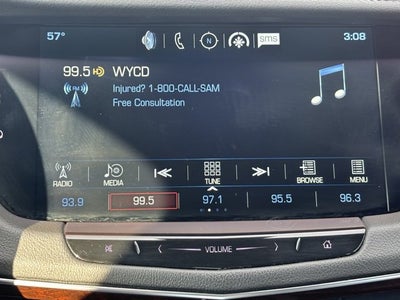 57° SMS 3:08
99.5 HD WYCD
Injured? 1-800-CALL-SAM
Free Consultation
RADIO MEDIA TUNE BROWSE MENU
93.9 99.5 97.1 95.5 96.3
VOLUME